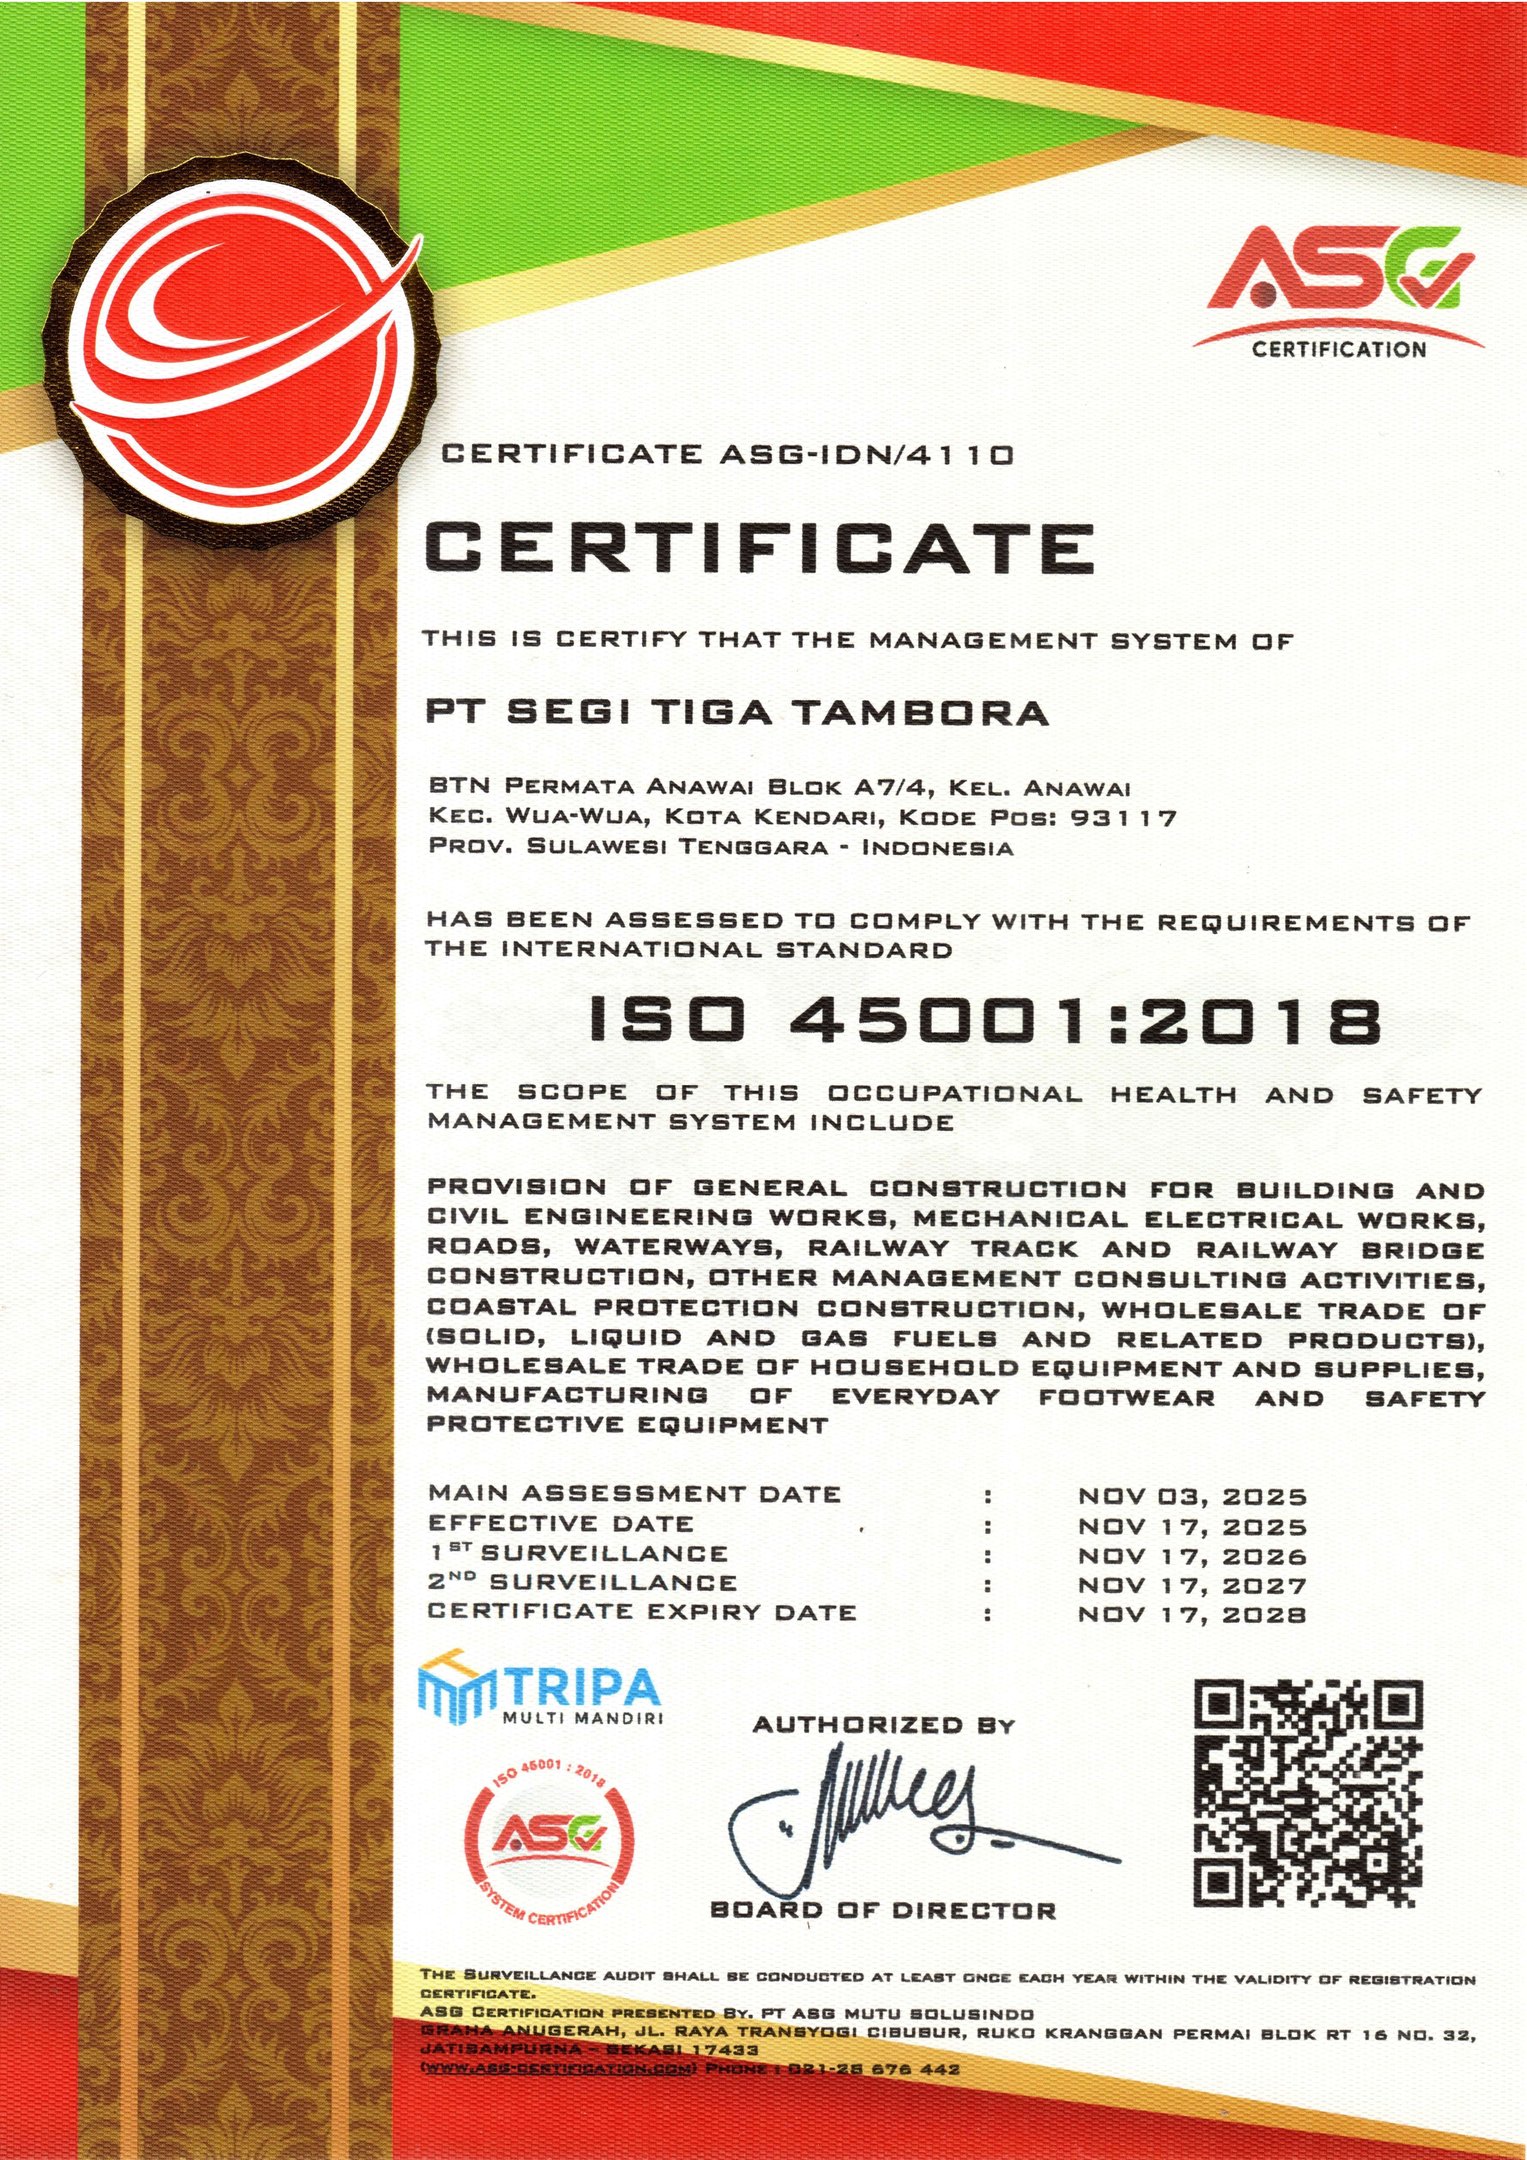 ASG
CERTIFICATION
CERTIFICATE ASG-IDN/4110
CERTIFICATE
THIS IS CERTIFY THAT THE MANAGEMENT SYSTEM OF
PT SEGI TIGA TAMBORA
BTN PERMATA ANAWAI BLOK A7/4, KEL. ANAWAI
KEC. WUA-WUA, KOTA KENDARI, KODE POS: 93117
PROV. SULAWESI TENGGARA - INDONESIA
HAS BEEN ASSESSED TO COMPLY WITH THE REQUIREMENTS OF
THE INTERNATIONAL STANDARD
ISO 45001:2018
THE SCOPE OF THIS OCCUPATIONAL HEALTH AND SAFETY
MANAGEMENT SYSTEM INCLUDE
PROVISION OF GENERAL CONSTRUCTION FOR BUILDING AND
CIVIL ENGINEERING WORKS, MECHANICAL ELECTRICAL WORKS,
ROADS, WATERWAYS, RAILWAY TRACK AND RAILWAY BRIDGE
CONSTRUCTION, OTHER MANAGEMENT CONSULTING ACTIVITIES,
COASTAL PROTECTION CONSTRUCTION, WHOLESALE TRADE OF
(SOLID, LIQUID AND GAS FUELS AND RELATED PRODUCTS),
WHOLESALE TRADE OF HOUSEHOLD EQUIPMENT AND SUPPLIES,
MANUFACTURING OF EVERYDAY FOOTWEAR AND SAFETY
PROTECTIVE EQUIPMENT
MAIN ASSESSMENT DATE : NOV 03, 2025
EFFECTIVE DATE : NOV 17, 2025
1ST SURVEILLANCE : NOV 17, 2026
2ND SURVEILLANCE : NOV 17, 2027
CERTIFICATE EXPIRY DATE : NOV 17, 2028
TRIPA
MULTI MANDIRI
AUTHORIZED BY
ISO 45001 : 2018
ASG
SYSTEM CERTIFICATION
BOARD OF DIRECTOR
THE SURVEILLANCE AUDIT SHALL BE CONDUCTED AT LEAST ONCE EACH YEAR WITHIN THE VALIDITY OF REGISTRATION
CERTIFICATE.
ASG CERTIFICATION PRESENTED BY. PT ASG MUTU SOLUSINDO
GRAHA ANUGERAH, JL. RAYA TRANSYOGI CIBUBUR, RUKO KRANGGAN PERMAI BLOK RT 16 NO. 32,
JATISAMPURNA – BEKASI 17433
(WWW.ASG-CERTIFICATION.COM) PHONE : 021-28 676 442